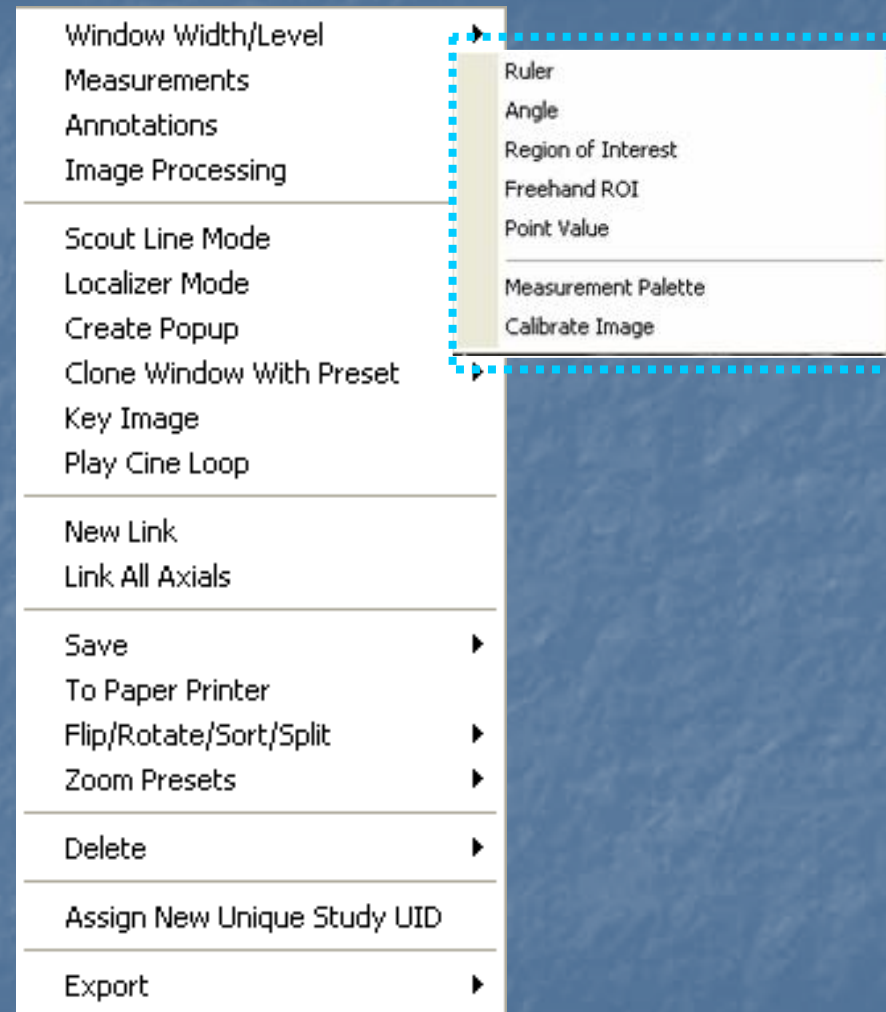 Window Width/Level
Measurements
Annotations
Image Processing
Scout Line Mode
Localizer Mode
Create Popup
Clone Window With Preset
Key Image
Play Cine Loop
New Link
Link All Axials
Save
To Paper Printer
Flip/Rotate/Sort/Split
Zoom Presets
Delete
Assign New Unique Study UID
Export
Ruler
Angle
Region of Interest
Freehand ROI
Point Value
Measurement Palette
Calibrate Image